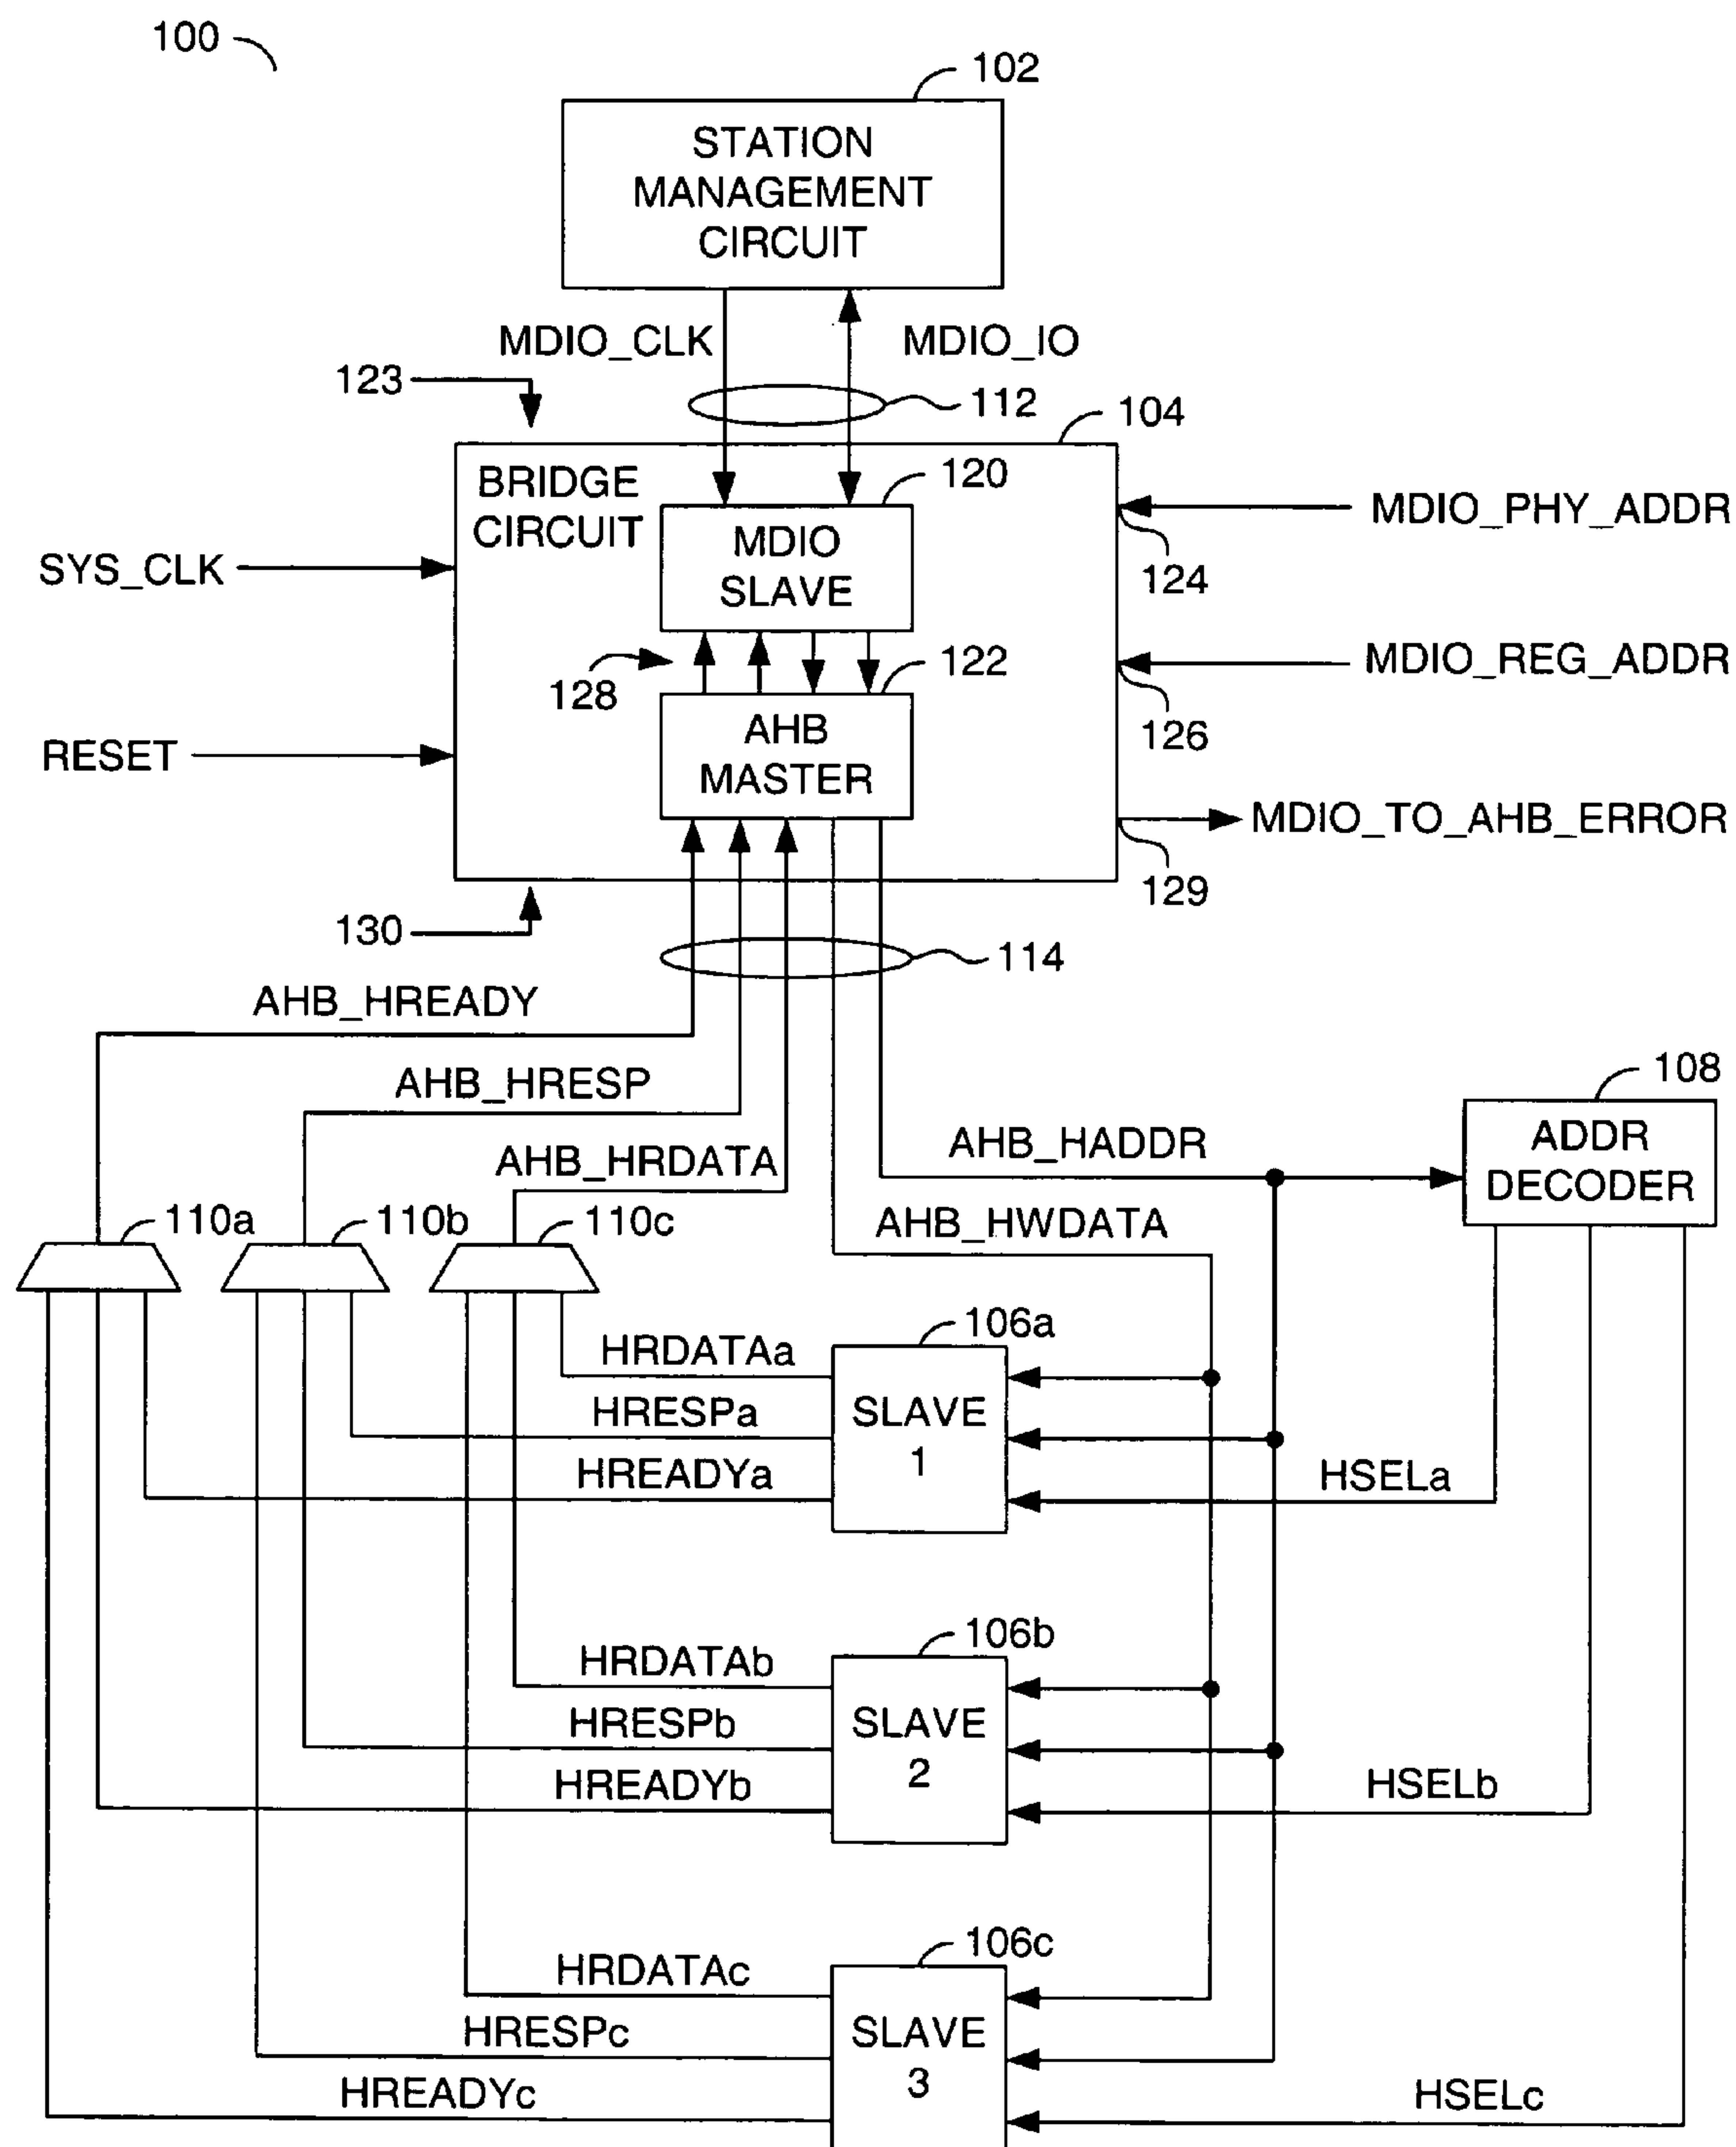 100
102
STATION
MANAGEMENT
CIRCUIT
MDIO_CLK
MDIO_IO
123
112
104
BRIDGE
CIRCUIT
120
MDIO
SLAVE
MDIO_PHY_ADDR
124
SYS_CLK
128
122
MDIO_REG_ADDR
126
AHB
MASTER
RESET
MDIO_TO_AHB_ERROR
129
130
114
AHB_HREADY
AHB_HRESP
AHB_HRDATA
AHB_HADDR
108
ADDR
DECODER
AHB_HWDATA
110a
110b
110c
106a
HRDATAa
HRESPa
HREADYa
SLAVE
1
HSELa
106b
HRDATAb
HRESPb
HREADYb
SLAVE
2
HSELb
106c
HRDATAc
HRESPc
HREADYc
SLAVE
3
HSELc